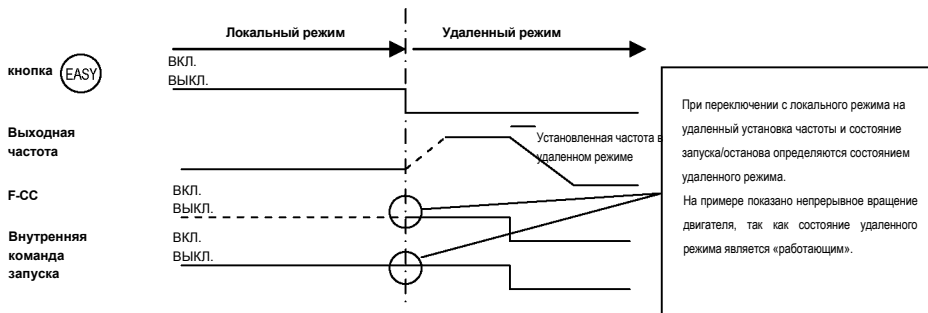 Локальный режим
Удаленный режим
кнопка EASY
ВКЛ.
ВЫКЛ.
Выходная
частота
Установленная частота в
удаленном режиме
F-CC
ВКЛ.
ВЫКЛ.
Внутренняя
команда
запуска
ВКЛ.
ВЫКЛ.
При переключении с локального режима на
удаленный установка частоты и состояние
запуска/останова определяются состоянием
удаленного режима.
На примере показано непрерывное вращение
двигателя, так как состояние удаленного
режима является «работающим».